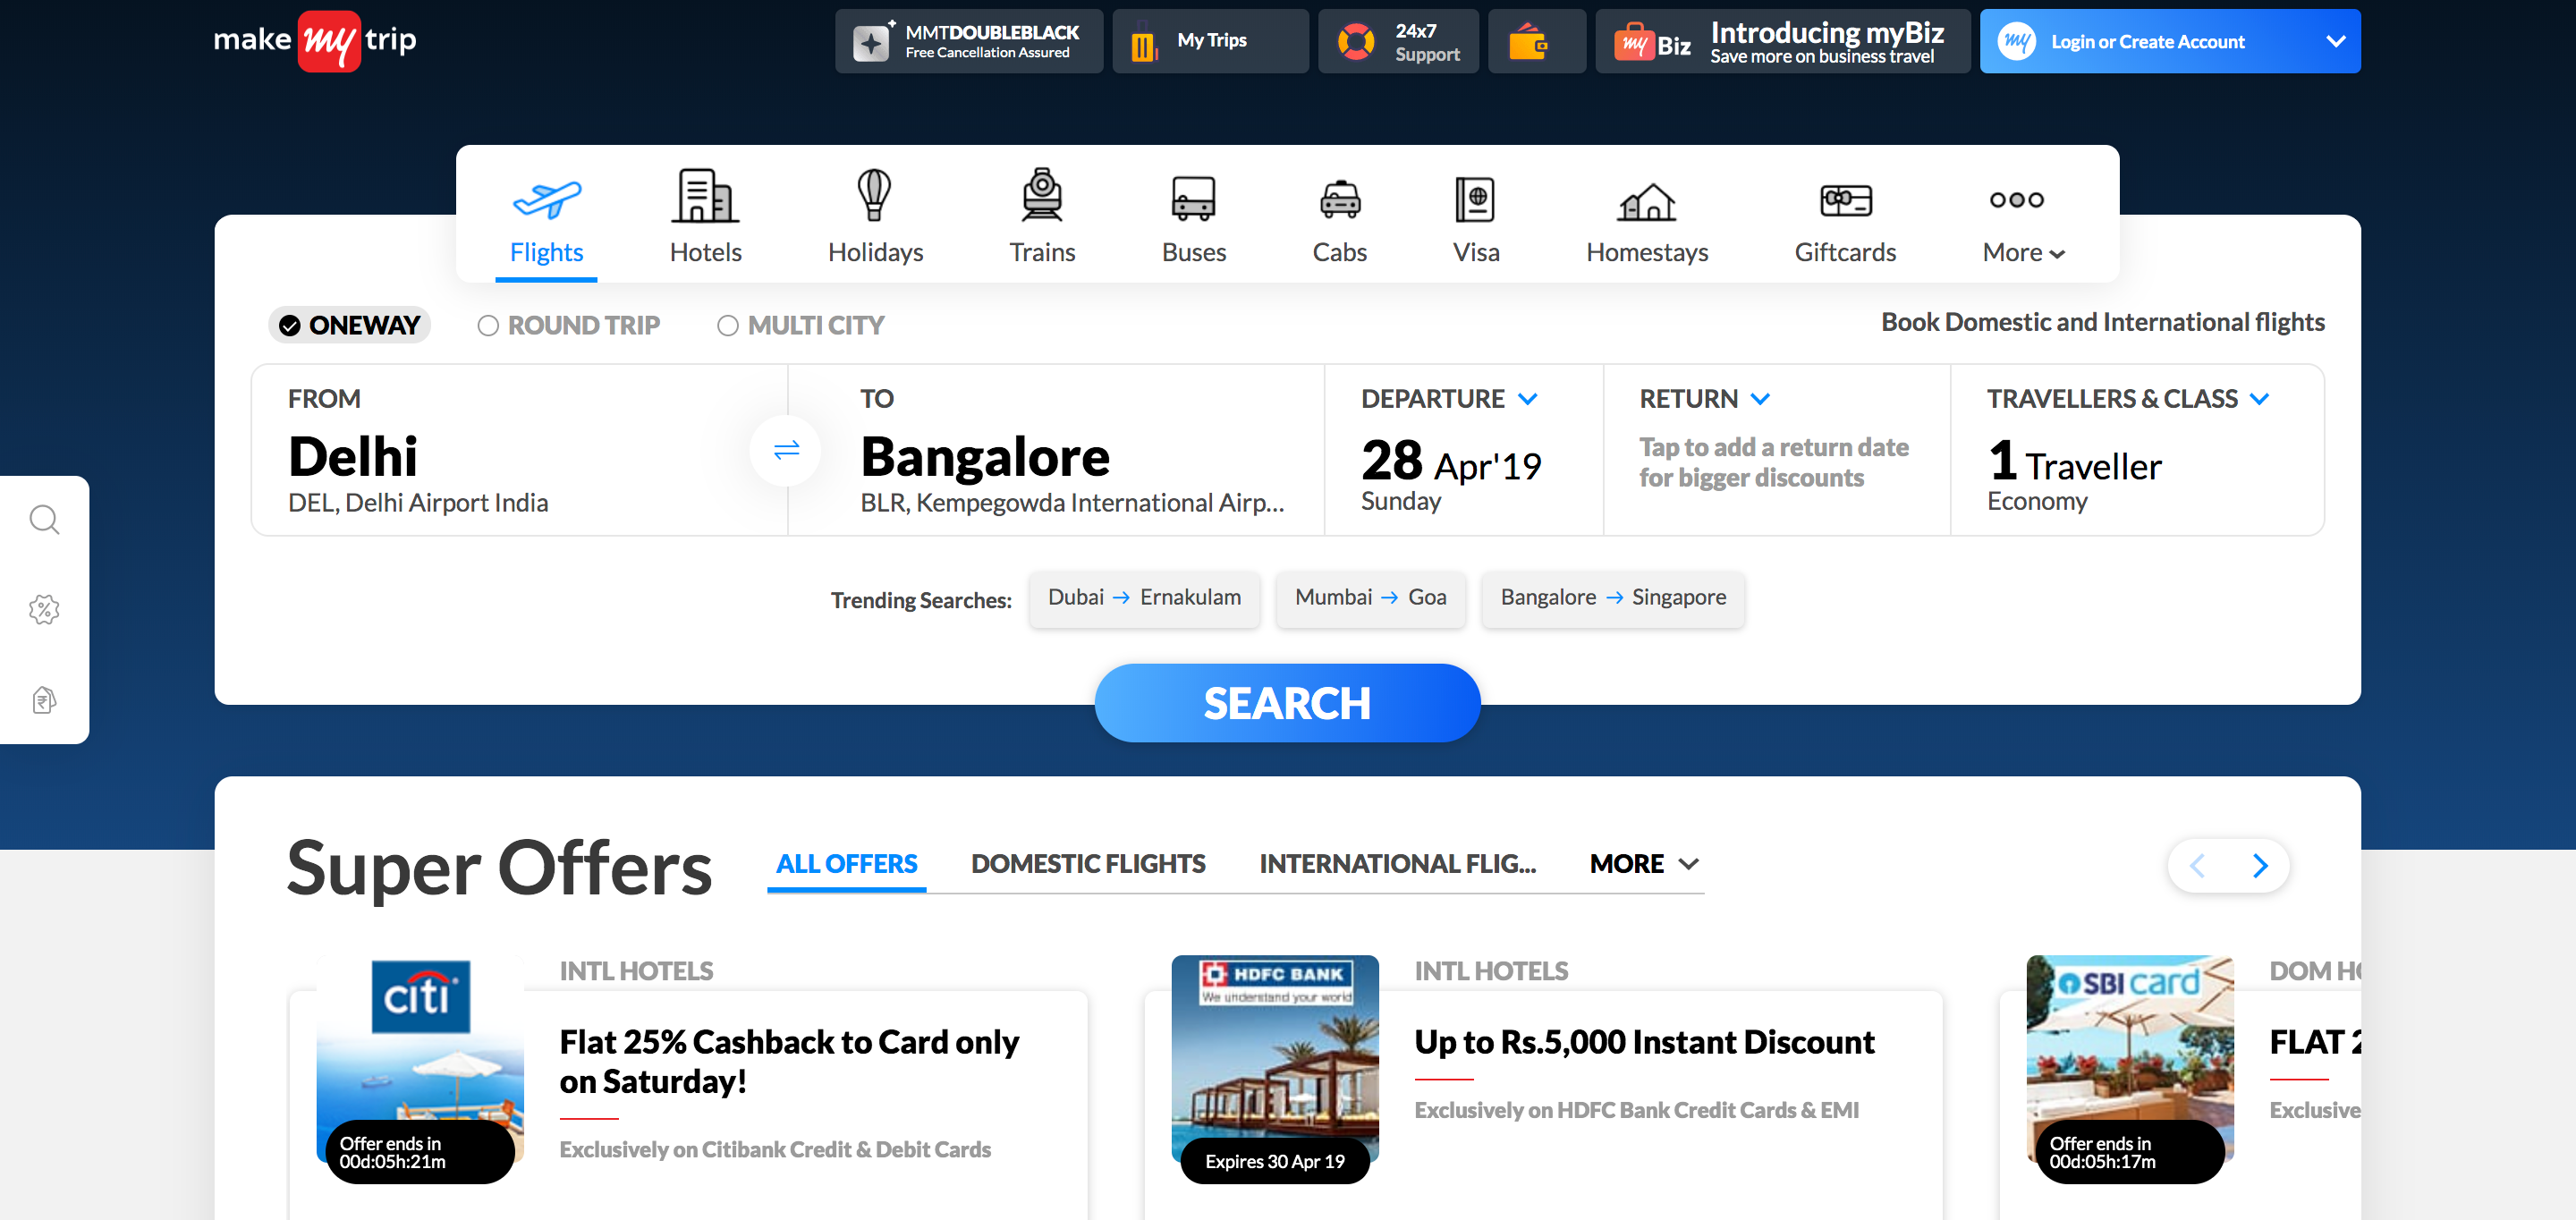 make my trip
MMTDOUBLEBLACK
Free Cancellation Assured
My Trips
24x7
Support
my Biz
Introducing myBiz
Save more on business travel
my
Login or Create Account
Flights
Hotels
Holidays
Trains
Buses
Cabs
Visa
Homestays
Giftcards
More
ONEWAY
ROUND TRIP
MULTI CITY
Book Domestic and International flights
FROM
Delhi
DEL, Delhi Airport India
TO
Bangalore
BLR, Kempegowda International Airp...
DEPARTURE
28 Apr'19
Sunday
RETURN
Tap to add a return date
for bigger discounts
TRAVELLERS & CLASS
1 Traveller
Economy
Trending Searches:
Dubai → Ernakulam
Mumbai → Goa
Bangalore → Singapore
SEARCH
Super Offers
ALL OFFERS
DOMESTIC FLIGHTS
INTERNATIONAL FLIG...
MORE
citi
Offer ends in
00d:05h:21m
INTL HOTELS
Flat 25% Cashback to Card only
on Saturday!
Exclusively on Citibank Credit & Debit Cards
HDFC BANK
We understand your world
Expires 30 Apr 19
INTL HOTELS
Up to Rs.5,000 Instant Discount
Exclusively on HDFC Bank Credit Cards & EMI
SBI card
Offer ends in
00d:05h:17m
DOM HO
FLAT 2
Exclusive